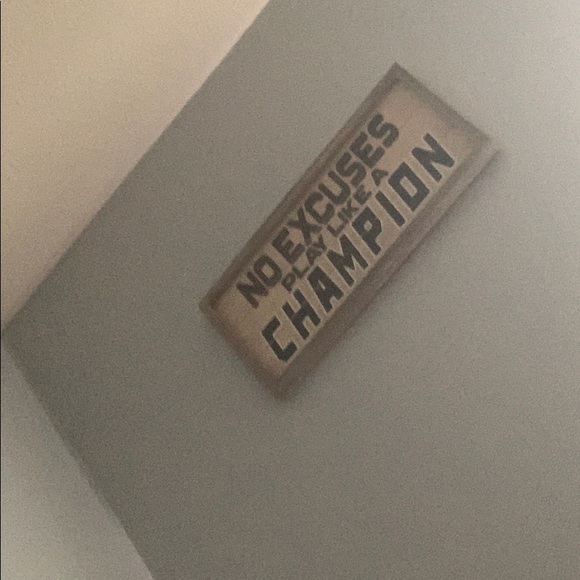 NO EXCUSES
PLAY LIKE A
CHAMPION